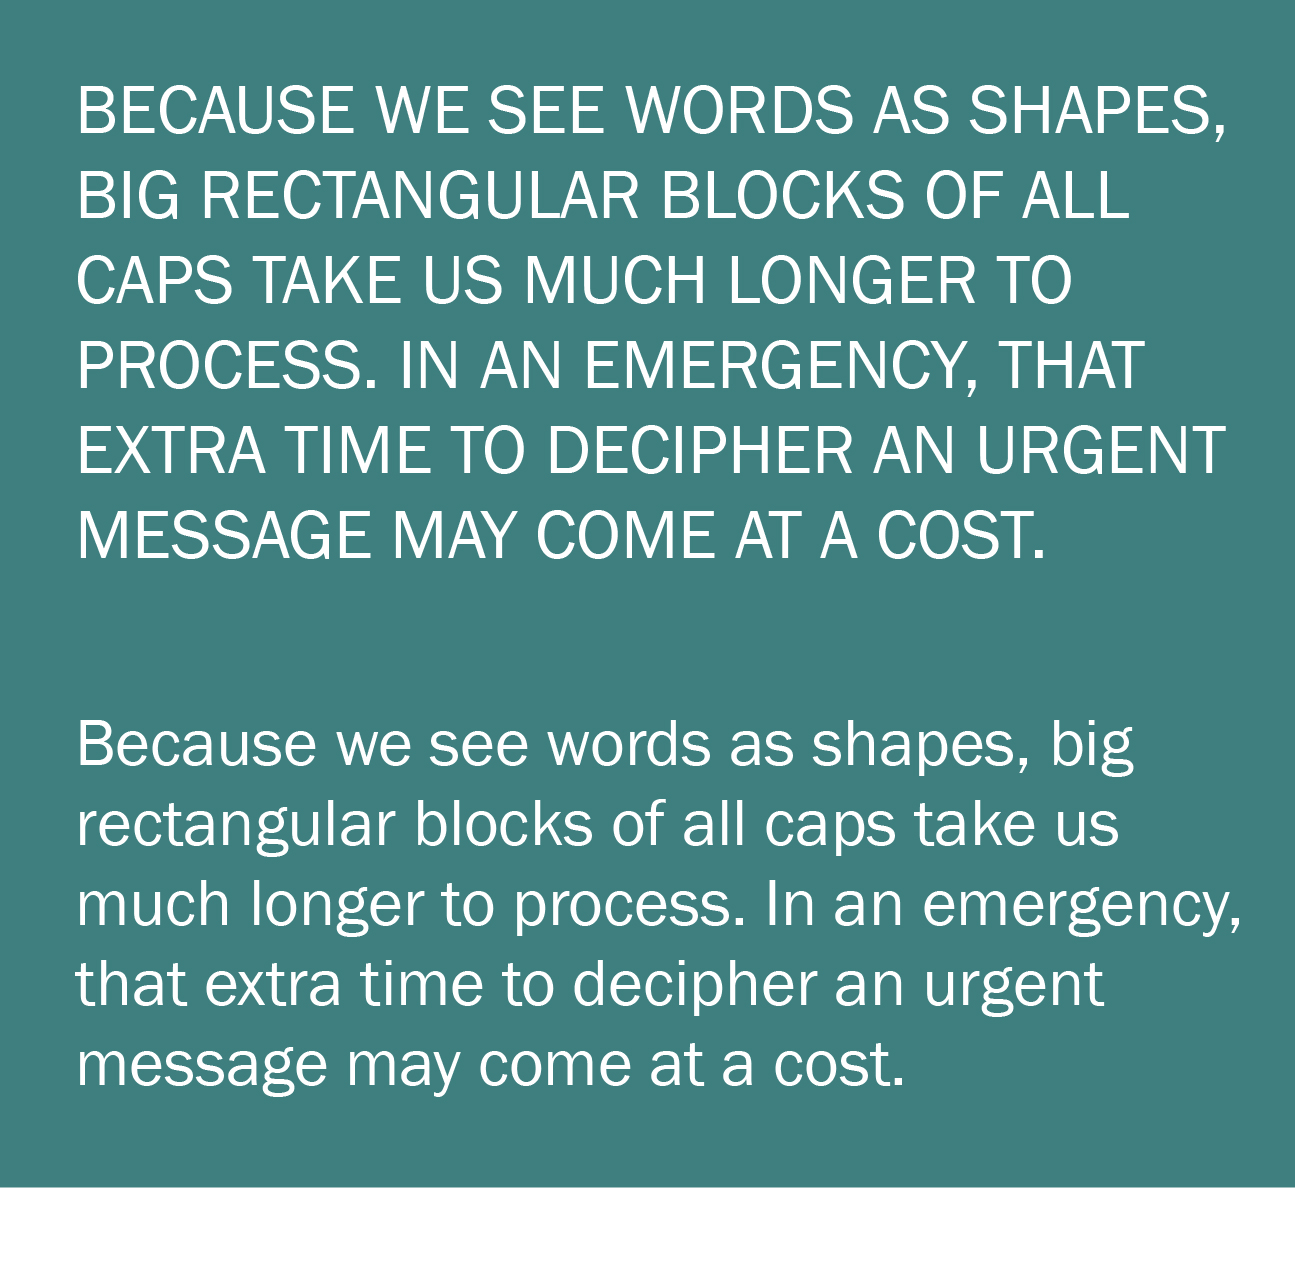 BECAUSE WE SEE WORDS AS SHAPES,
BIG RECTANGULAR BLOCKS OF ALL
CAPS TAKE US MUCH LONGER TO
PROCESS. IN AN EMERGENCY, THAT
EXTRA TIME TO DECIPHER AN URGENT
MESSAGE MAY COME AT A COST.
Because we see words as shapes, big
rectangular blocks of all caps take us
much longer to process. In an emergency,
that extra time to decipher an urgent
message may come at a cost.